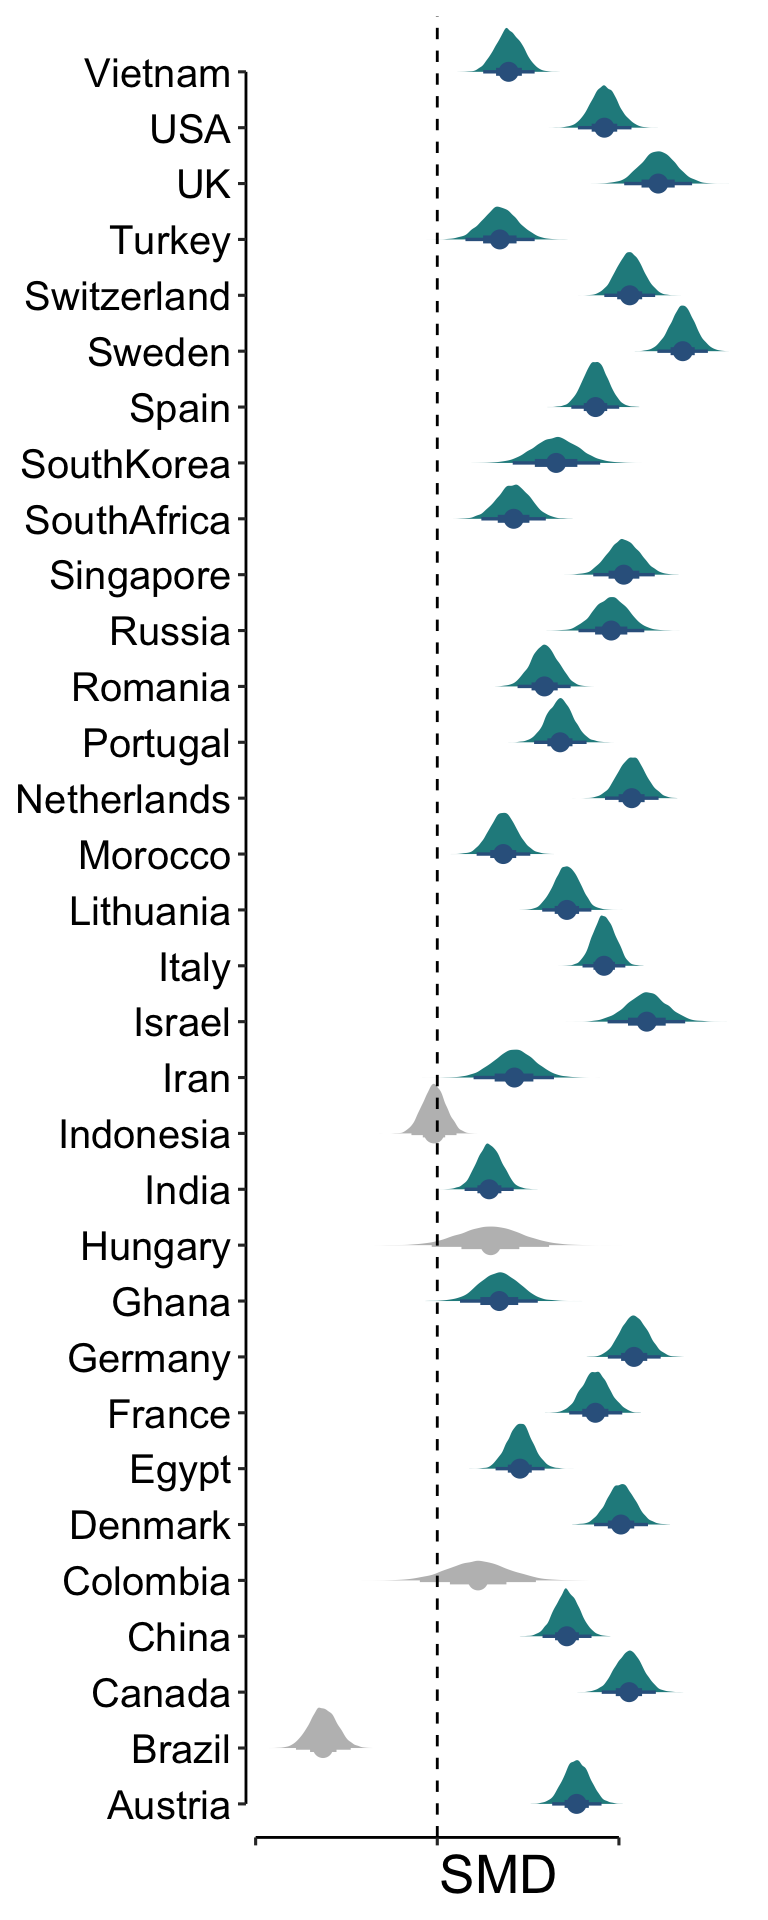 Vietnam
USA
UK
Turkey
Switzerland
Sweden
Spain
SouthKorea
SouthAfrica
Singapore
Russia
Romania
Portugal
Netherlands
Morocco
Lithuania
Italy
Israel
Iran
Indonesia
India
Hungary
Ghana
Germany
France
Egypt
Denmark
Colombia
China
Canada
Brazil
Austria
SMD